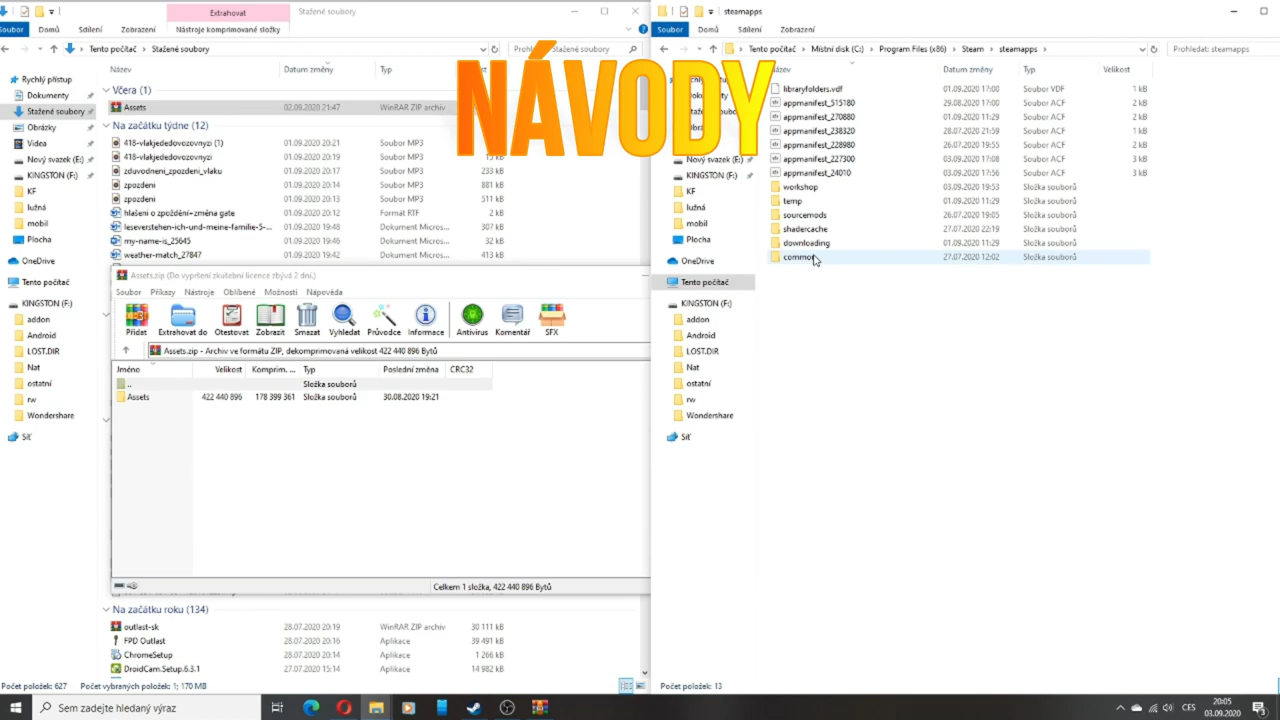 Extrahovat
Stažené soubory
Soubor
Domů
Sdílení
Zobrazení
Nástroje komprimované složky
Tento počítač > Stažené soubory
Stažené soubory
Název
Datum změny
Typ
Rychlý přístup
Dokumenty
Stažené soubory
Obrázky
Videa
Nový svazek (E:)
KINGSTON (F:)
KF
lužná
mobil
Plocha
OneDrive
Tento počítač
KINGSTON (F:)
addon
Android
LOST.DIR
Nat
ostatní
rw
Wondershare
Síť
Včera (1)
Assets 02.09.2020 21:47 WinRAR ZIP archiv
Na začátku týdne (12)
418-vlakjededovozovnyzi (1) 01.09.2020 20:21 Soubor MP3
418-vlakjededovozovnyzi 01.09.2020 20:19 Soubor MP3
zduvodneni_zpozdeni_vlaku 01.09.2020 20:15 Soubor MP3 233 kB
zpozdeni 01.09.2020 20:14 Soubor MP3 881 kB
zpozdeni 01.09.2020 20:13 Soubor MP3 511 kB
hlašení o zpoždění+změna gate 01.09.2020 20:12 Formát RTF 2 kB
leseverstehen-ich-und-meine-familie-5-... 01.09.2020 19:48 Dokument Micros... 307 kB
my-name-is_25645 01.09.2020 19:46 Dokument Micros... 32 kB
weather-match_27847 01.09.2020 19:45 Dokument Micros... 413 kB
Assets.zip (Do vypršení zkušební licence zbývá 2 dní.)
Soubor Příkazy Nástroje Oblíbené Možnosti Nápověda
Přidat Extrahovat do Otestovat Zobrazit Smazat Vyhledat Průvodce Informace Antivirus Komentář SFX
Assets.zip - Archiv ve formátu ZIP, dekomprimovaná velikost 422 440 896 Bytů
Jméno Velikost Komprim. ... Typ Poslední změna CRC32
.. Složka souborů
Assets 422 440 896 178 399 361 Složka souborů 30.08.2020 19:21
Celkem 1 složka, 422 440 896 Bytů
Na začátku roku (134)
outlast-sk 28.07.2020 20:19 WinRAR ZIP archiv 30 111 kB
FPD Outlast 28.07.2020 20:16 Aplikace 39 491 kB
ChromeSetup 28.07.2020 20:14 Aplikace 1 266 kB
DroidCam.Setup.6.3.1 27.07.2020 15:14 Aplikace 14 982 kB
Počet položek: 627 Počet vybraných položek: 1; 170 MB
NÁVODY
steamapps
Soubor Domů Sdílení Zobrazení
Tento počítač > Místní disk (C:) > Program Files (x86) > Steam > steamapps >
Prohledat: steamapps
Datum změny Typ Velikost
Nový svazek (E:)
KINGSTON (F:)
KF
lužná
mobil
Plocha
OneDrive
Tento počítač
KINGSTON (F:)
addon
Android
LOST.DIR
Nat
ostatní
rw
Wondershare
Síť
libraryfolders.vdf 01.09.2020 17:00 Soubor VDF 1 kB
appmanifest_515180 29.08.2020 17:00 Soubor ACF 2 kB
appmanifest_270880 01.09.2020 11:29 Soubor ACF 2 kB
appmanifest_238320 28.07.2020 21:59 Soubor ACF 1 kB
appmanifest_228980 26.07.2020 19:55 Soubor ACF 2 kB
appmanifest_227300 03.09.2020 17:08 Soubor ACF 1 kB
appmanifest_24010 03.09.2020 17:56 Soubor ACF 3 kB
workshop 03.09.2020 19:53 Složka souborů
temp 01.09.2020 11:29 Složka souborů
sourcemods 26.07.2020 19:05 Složka souborů
shadercache 27.07.2020 22:19 Složka souborů
downloading 01.09.2020 11:29 Složka souborů
common 27.07.2020 12:02 Složka souborů
Počet položek: 13
Sem zadejte hledaný výraz
CES
20:05
03.09.2020